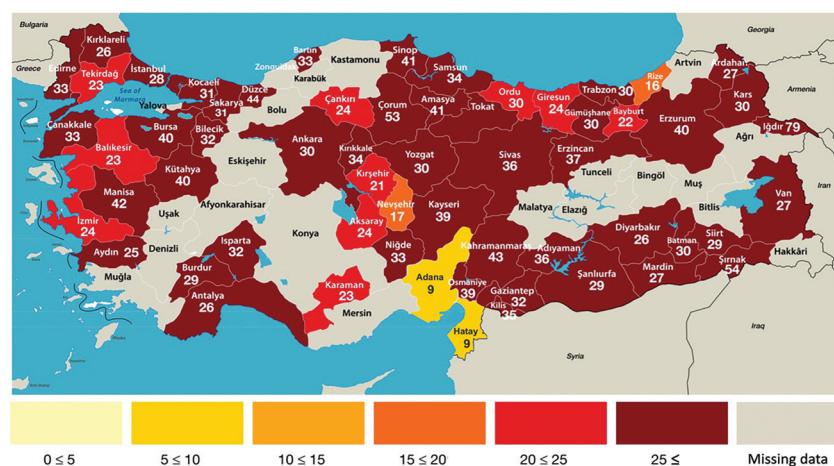 Bulgaria
Georgia
Greece
Armenia
Iran
Iraq
Syria
Sea of
Marmara
Kırklareli
26
Edirne
33
Tekirdağ
23
İstanbul
28
Kocaeli
31
Sakarya
31
Düzce
44
Zonguldak
Bartın
33
Karabük
Kastamonu
Sinop
41
Samsun
34
Ordu
30
Giresun
24
Trabzon 30
Rize
16
Artvin
Ardahan
27
Kars
30
Iğdır 79
Ağrı
Erzurum
40
Bayburt
22
Gümüşhane
30
Tokat
Amasya
41
Çorum
53
Çankırı
24
Bolu
Yalova
Bursa
40
Bilecik
32
Çanakkale
33
Balıkesir
23
Kütahya
40
Eskişehir
Ankara
30
Kırıkkale
34
Kırşehir
21
Yozgat
30
Sivas
36
Erzincan
37
Tunceli
Bingöl
Muş
Bitlis
Van
27
Hakkâri
Şırnak
54
Siirt
29
Batman
30
Mardin
27
Diyarbakır
26
Elazığ
Malatya
Adıyaman
36
Şanlıurfa
29
Gaziantep
32
Kilis
35
Kahramanmaraş
43
Osmaniye
39
Hatay
9
Adana
9
Kayseri
39
Nevşehir
17
Niğde
33
Aksaray
24
Konya
Karaman
23
Mersin
Antalya
26
Isparta
32
Burdur
29
Afyonkarahisar
Uşak
Denizli
Muğla
Aydın 25
İzmir
24
Manisa
42
0 ≤ 5
5 ≤ 10
10 ≤ 15
15 ≤ 20
20 ≤ 25
25 ≤
Missing data